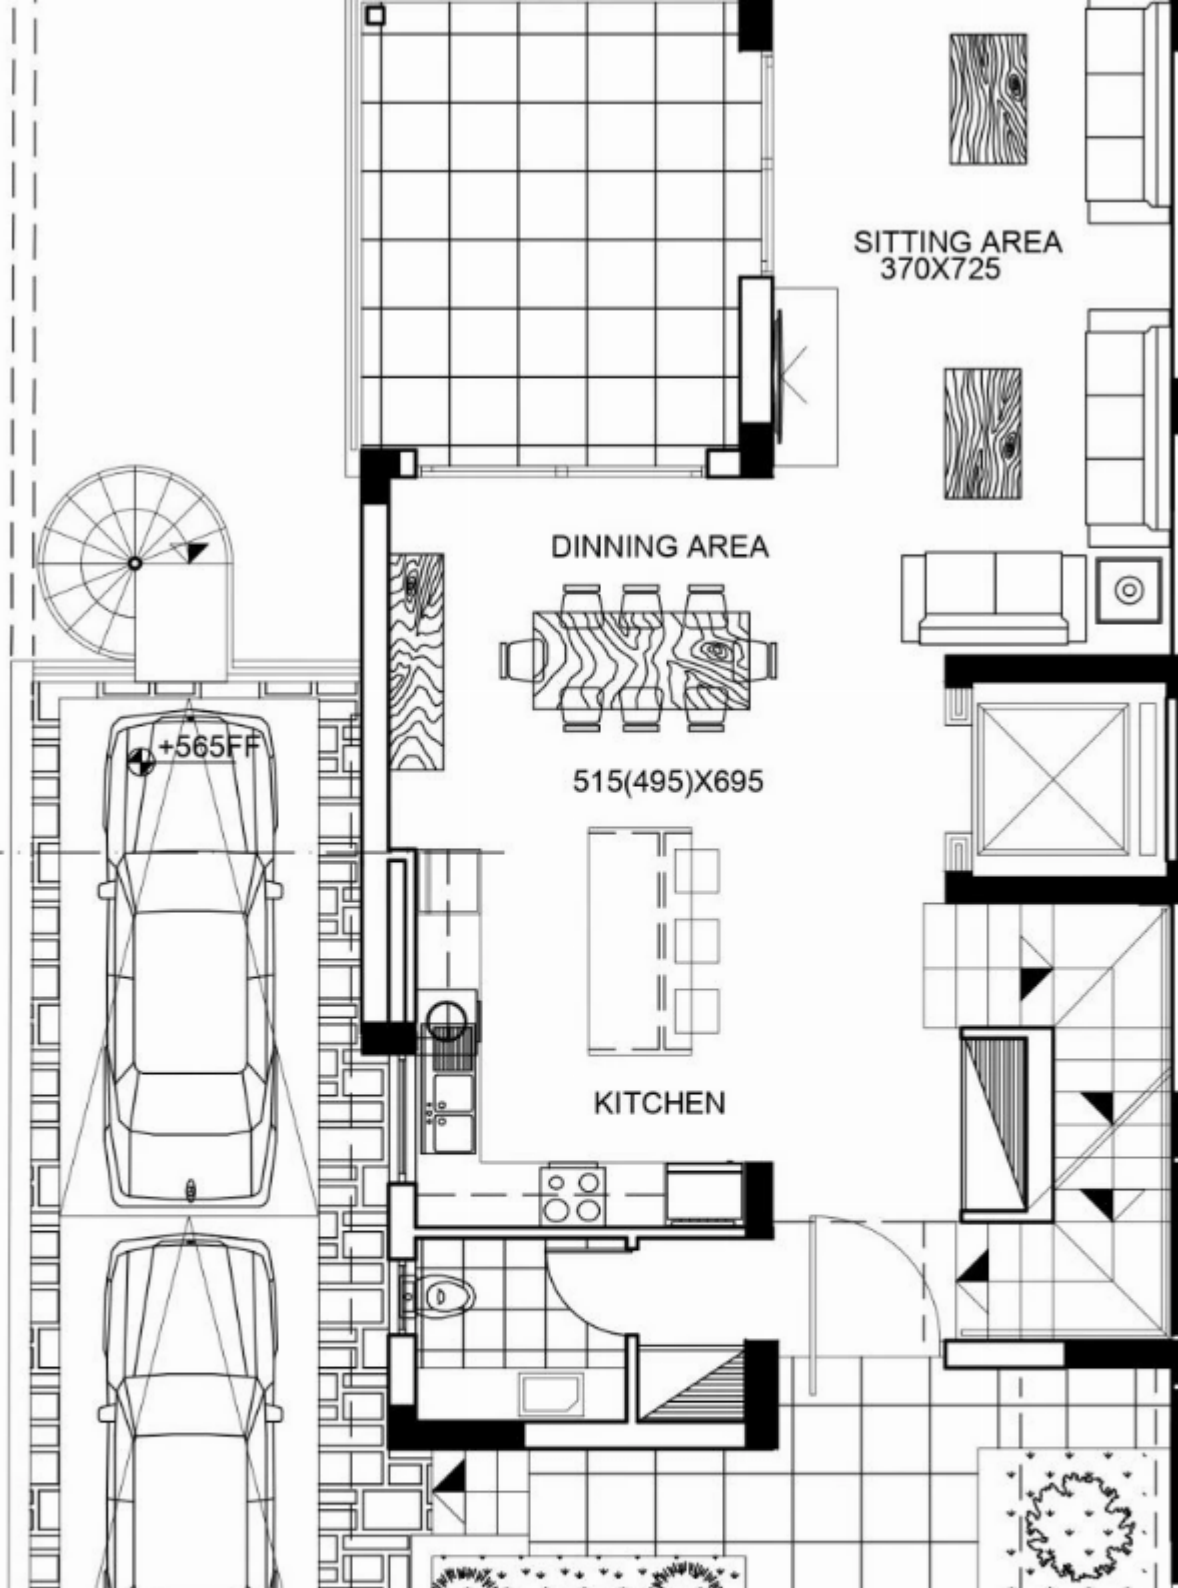 SITTING AREA
370X725
DINNING AREA
515(495)X695
+565FF
KITCHEN